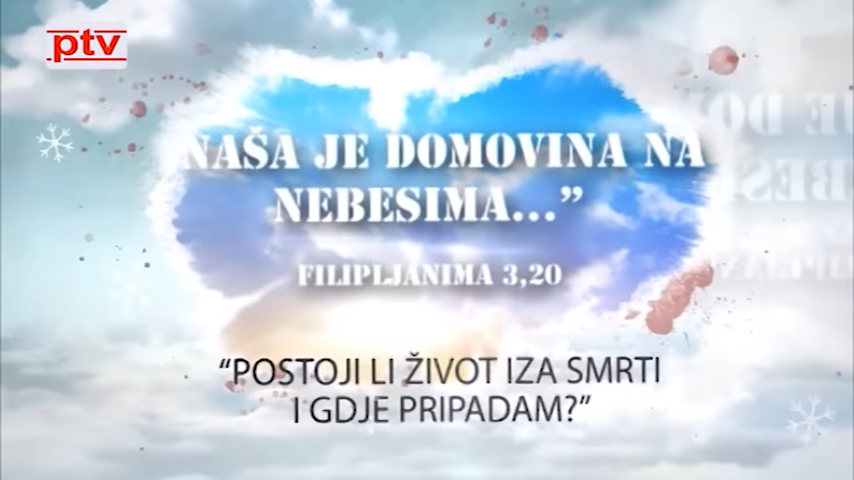 ptv
NAŠA JE DOMOVINA NA
NEBESIMA...”
FILIPLJANIMA 3,20
“POSTOJI LI ŽIVOT IZA SMRTI
I GDJE PRIPADAM?”